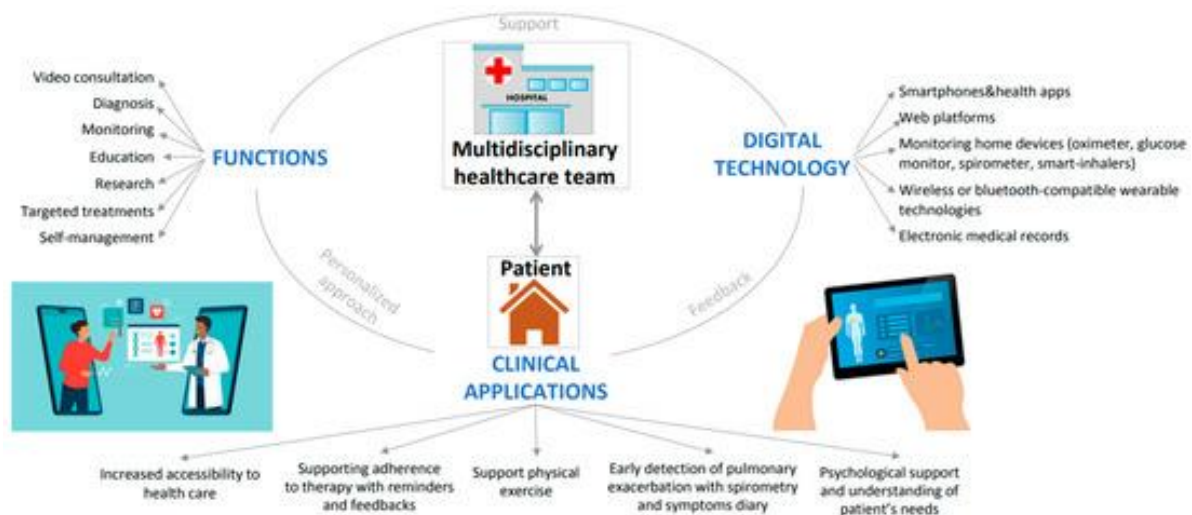 Support
HOSPITAL
Multidisciplinary
healthcare team
Video consultation
Diagnosis
Monitoring
Education
Research
Targeted treatments
Self-management
FUNCTIONS
DIGITAL
TECHNOLOGY
Smartphones&health apps
Web platforms
Monitoring home devices (oximeter, glucose
monitor, spirometer, smart-inhalers)
Wireless or bluetooth-compatible wearable
technologies
Electronic medical records
Personalized
approach
Patient
Feedback
CLINICAL
APPLICATIONS
Increased accessibility to
health care
Supporting adherence
to therapy with reminders
and feedbacks
Support physical
exercise
Early detection of pulmonary
exacerbation with spirometry
and symptoms diary
Psychological support
and understanding of
patient's needs